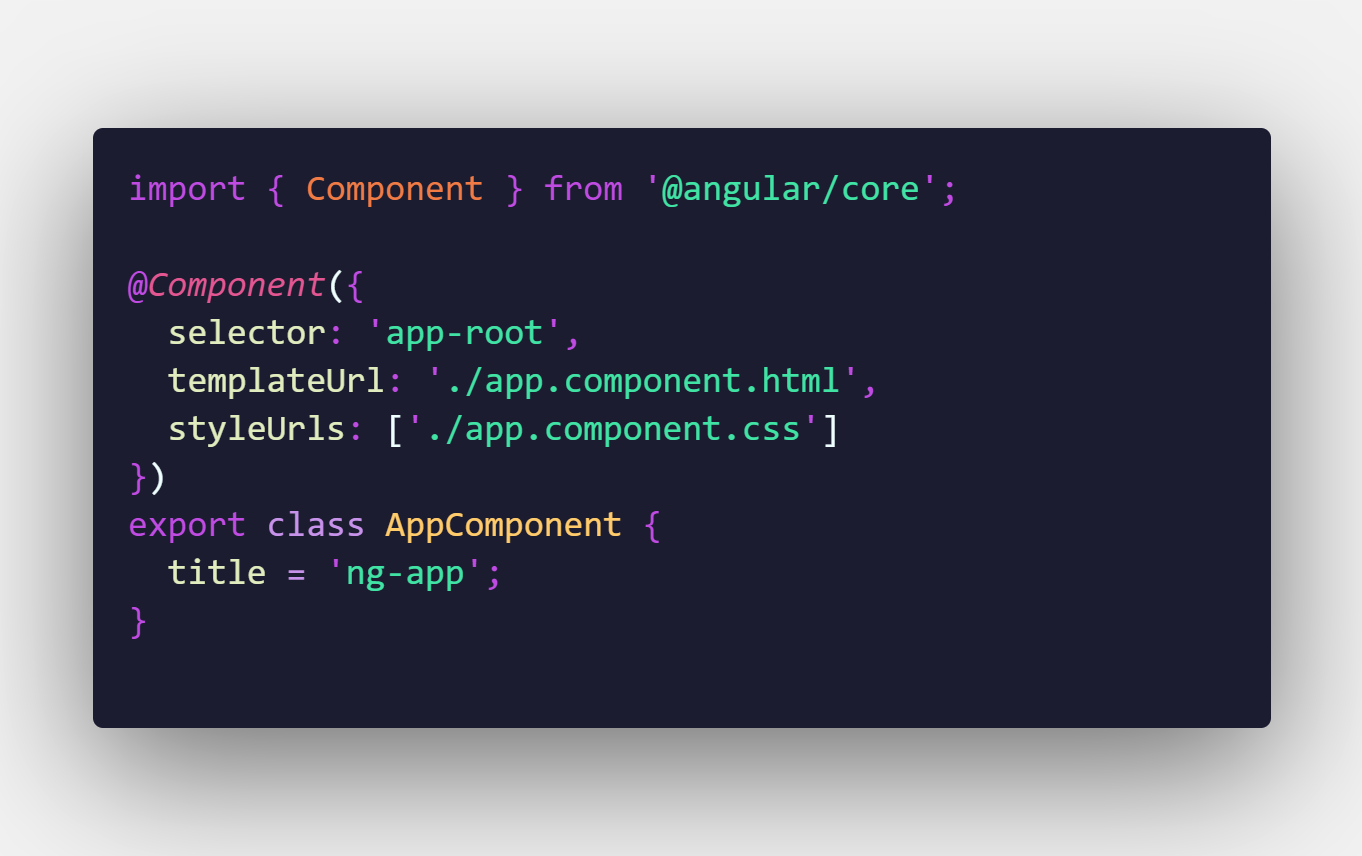 import { Component } from '@angular/core';

@Component({
  selector: 'app-root',
  templateUrl: './app.component.html',
  styleUrls: ['./app.component.css']
})
export class AppComponent {
  title = 'ng-app';
}